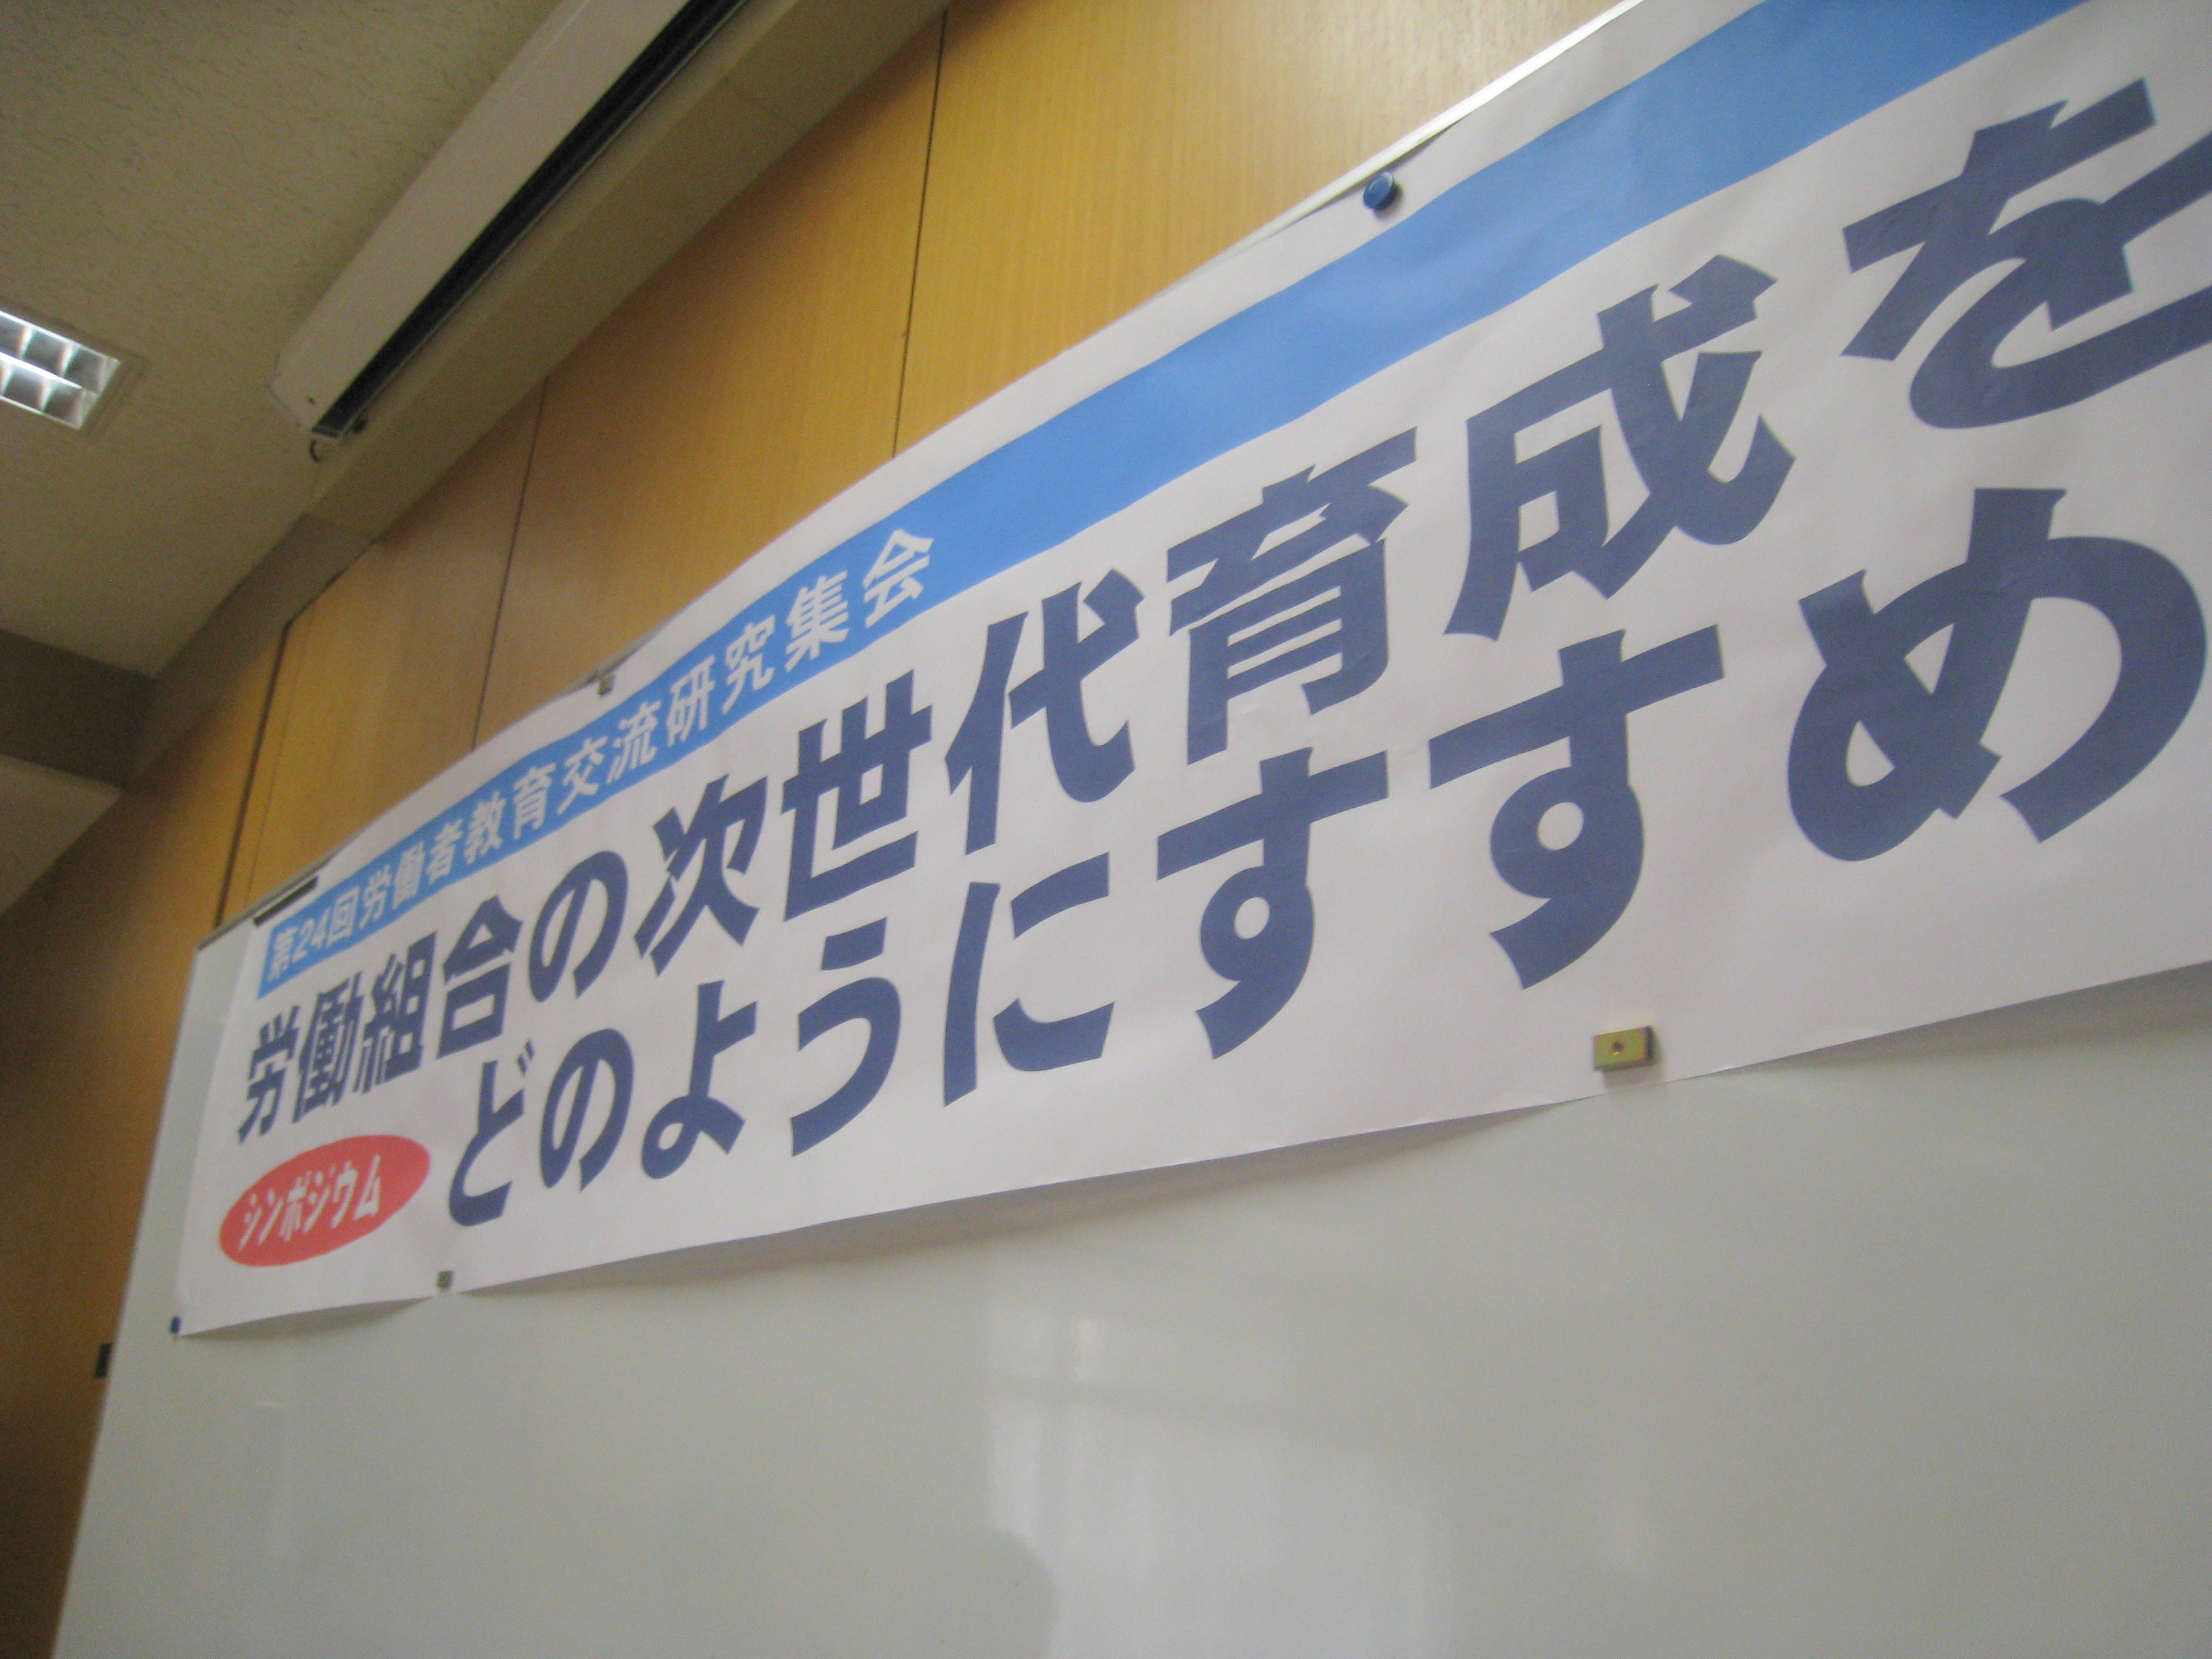 第24回労働者教育交流研究集会
労働組合の次世代育成を
シンポジウム
どのようにすすめ